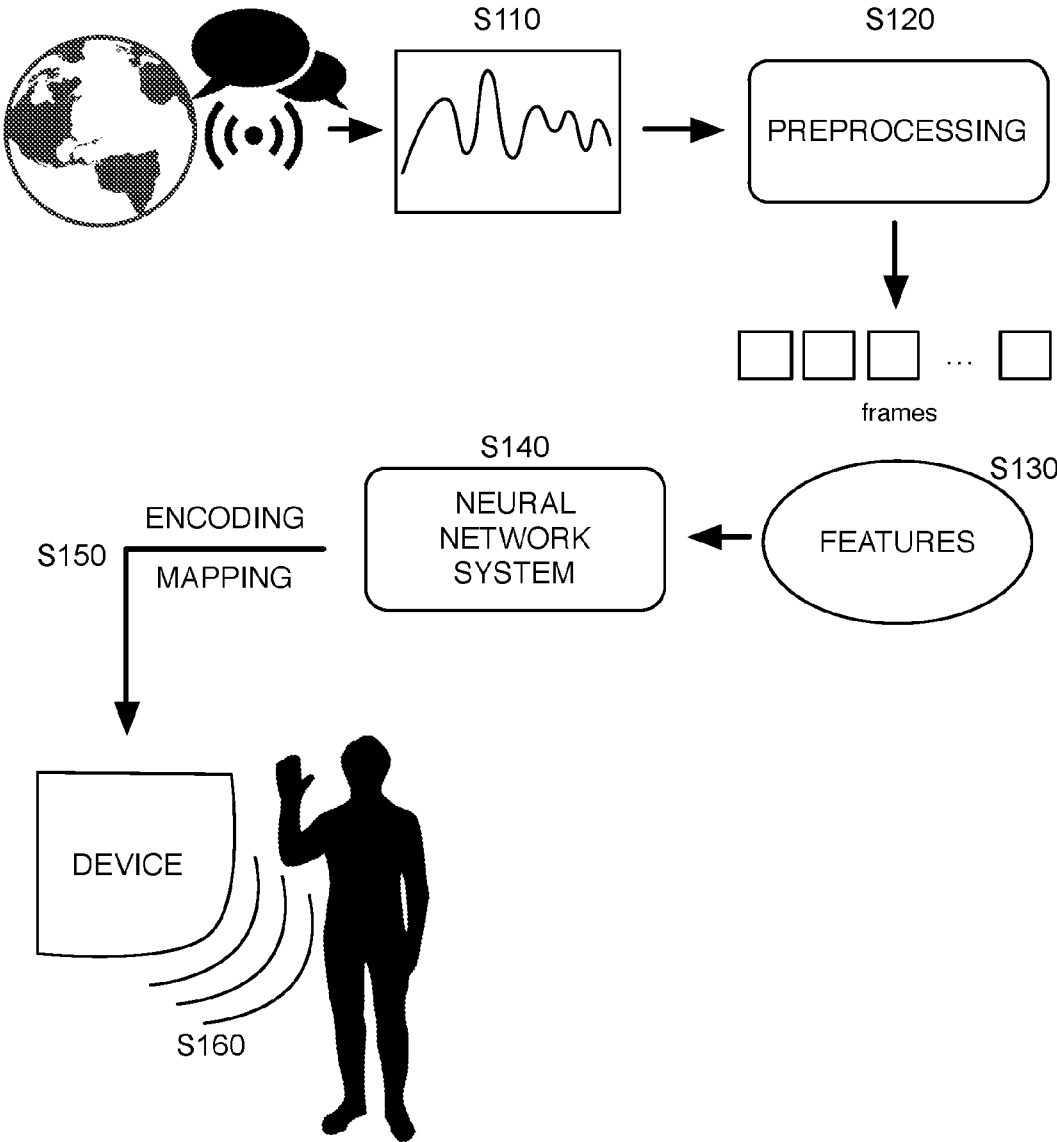 S110
S120
PREPROCESSING
...
frames
S140
S130
NEURAL
NETWORK
SYSTEM
FEATURES
ENCODING
S150
MAPPING
DEVICE
S160